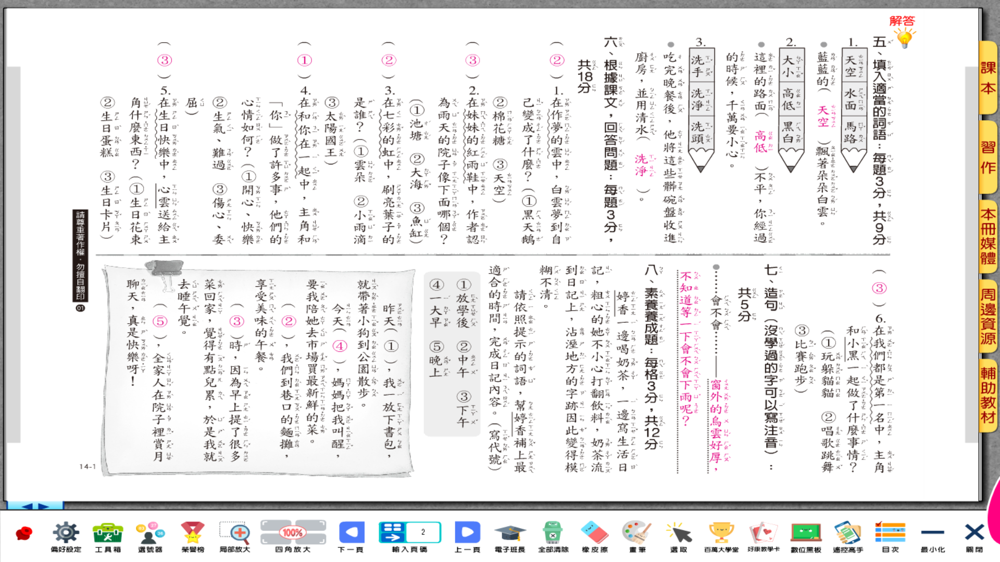 解答
五、填入適當的詞語：每題3分，共9分
1. 天空 水面 馬路
●藍藍的（ 天空 ）飄著朵朵白雲。
2. 大小 高低 黑白
●這裡的路面（ 高低 ）不平，你經過
的時候，千萬要小心。
3. 洗手 洗淨 洗頭
●吃完晚餐後，他將這些髒碗盤收進
廚房，並用清水（ 洗淨 ）。
六、根據課文，回答問題：每題3分，
共18分
（②）1.在作夢的雲中，白雲夢到自
己變成了什麼？（①黑天鵝
②棉花糖 ③天空）
（③）2.在妹妹的紅雨鞋中，作者認
為雨天的院子像下面哪個？
（①池塘 ②大海 ③魚缸）
（②）3.在七彩的虹中，刷亮葉子的
是誰？（①雲朵 ②小雨滴
③太陽國王）
（①）4.在和你在一起中，主角和
「你」做了許多事，他們的
心情如何？（①開心、快樂
②生氣、難過 ③傷心、委
屈）
（③）5.在生日快樂中，心雲送給主
角什麼東西？（①生日花束
②生日蛋糕 ③生日卡片）
（③）6.在我們都是第一名中，主角
和小黑一起做了什麼事情？
（①玩躲貓貓 ②唱歌跳舞
③比賽跑步）
七、造句（沒學過的字可以寫注音）：
共5分
●……會不會……——窗外的烏雲好厚，
不知道等一下會不會下雨呢？
八、素養養成題：每格3分，共12分
婷香一邊喝奶茶，一邊寫生活日
記，粗心的她不小心打翻飲料，奶茶流
到日記上，沾溼地方的字跡因此變得模
糊不清。
請依照提示的詞語，幫婷香補上最
適合的時間，完成日記內容。（寫代號）
①放學後 ②中午 ③下午
④一大早 ⑤晚上
昨天（①），我一放下書包，
就帶著小狗到公園散步。
今天（④），媽媽把我叫醒，
要我陪她去市場買最新鮮的菜。
（②），我們到巷口的麵攤，
享受美味的午餐。
（③）時，因為早上提了很多
菜回家，覺得有點兒累，於是我就
去睡午覺。
（⑤），全家人在院子裡賞月
聊天，真是快樂呀！
請尊重著作權．勿擅自翻印 01
14-1
課本
習作
本冊媒體
周邊資源
輔助教材
偏好設定
工具箱
03 27 36
選號器
榮譽榜
局部放大
100%
四角放大
下一頁
2
輸入頁碼
上一頁
電子班長
全部清除
橡皮擦
畫筆
選取
百萬大學堂
好康教學卡
數位黑板
遙控高手
目次
最小化
關閉